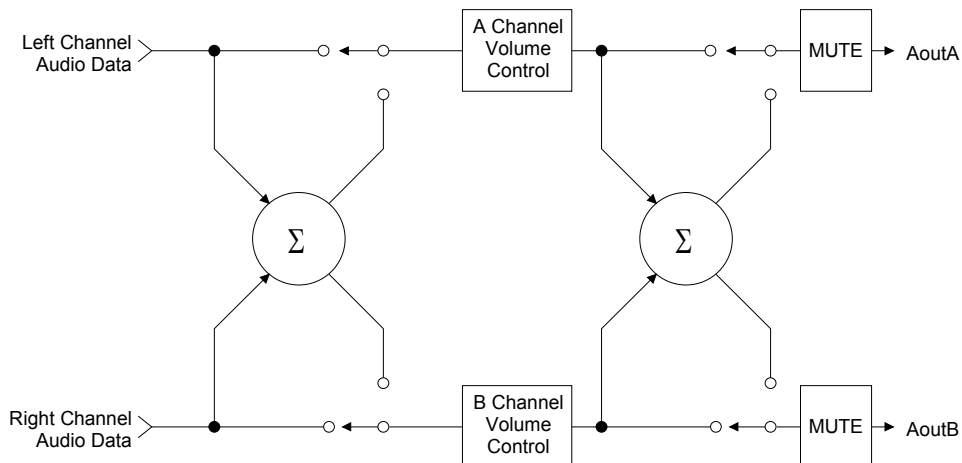 Left Channel
Audio Data
A Channel
Volume
Control
MUTE
AoutA
Σ
Σ
Right Channel
Audio Data
B Channel
Volume
Control
MUTE
AoutB